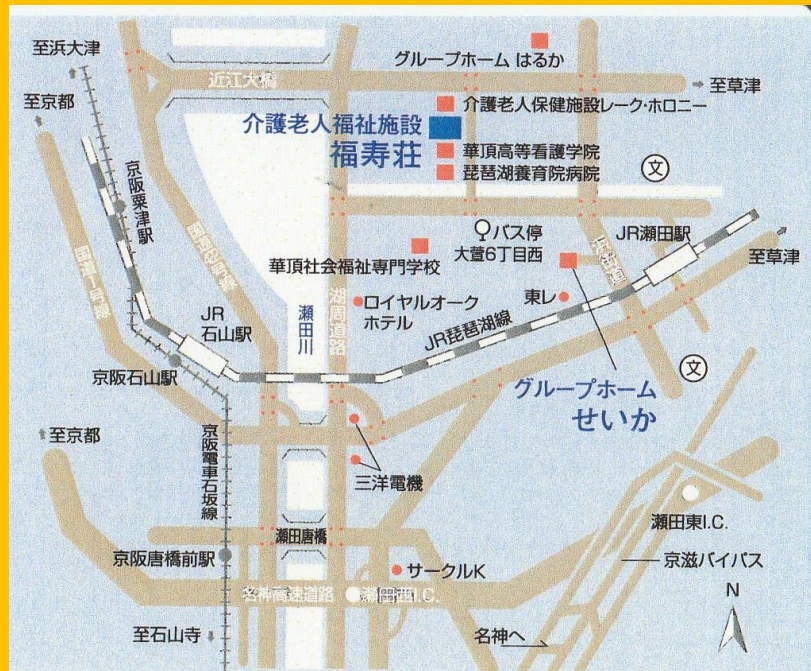 至浜大津
グループホーム はるか
近江大橋
至草津
至京都
介護老人保健施設レーク・ホロニー
介護老人福祉施設
福寿荘
華頂高等看護学院
琵琶湖養育院病院
文
京阪粟津駅
国道1号線
バス停
大萱6丁目西
JR瀬田駅
華頂社会福祉専門学校
湖周道路
至草津
ロイヤルオーク
ホテル
東レ
瀬田川
JR
石山駅
JR琵琶湖線
京阪石山駅
文
グループホーム
せいか
至京都
京阪電車石坂線
三洋電機
瀬田東I.C.
瀬田唐橋
京阪唐橋前駅
サークルK
京滋バイパス
名神高速道路
瀬田西I.C.
N
至石山寺
名神へ